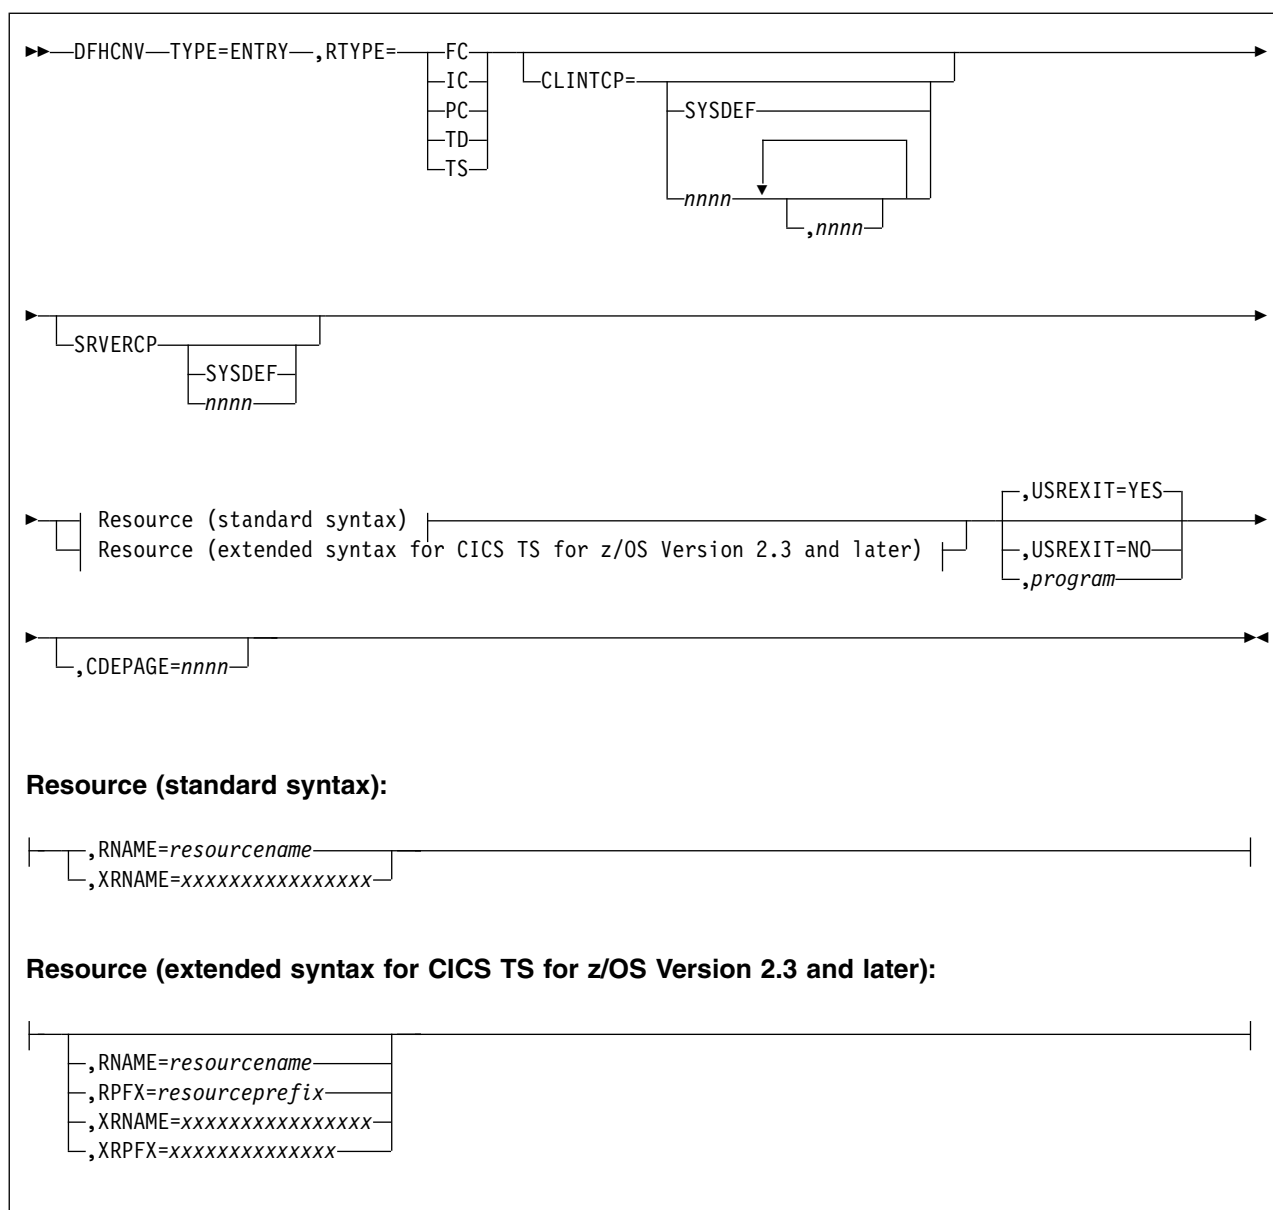 DFHCNV TYPE=ENTRY ,RTYPE= FC CLINTCP=
IC
PC SYSDEF
TD
TS
nnnn
,nnnn
SRVERCP
SYSDEF
nnnn
,USREXIT=YES
Resource (standard syntax)
Resource (extended syntax for CICS TS for z/OS Version 2.3 and later) ,USREXIT=NO
,program
,CDEPAGE=nnnn
Resource (standard syntax):
,RNAME=resourcename
,XRNAME=xxxxxxxxxxxxxxxx
Resource (extended syntax for CICS TS for z/OS Version 2.3 and later):
,RNAME=resourcename
,RPFX=resourceprefix
,XRNAME=xxxxxxxxxxxxxxxx
,XRPFX=xxxxxxxxxxxxxx